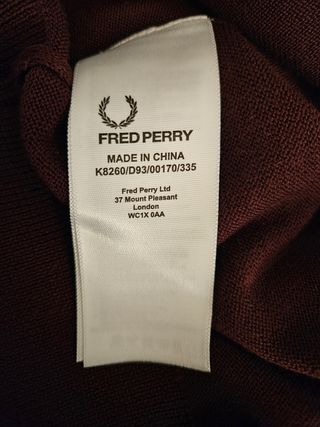 FRED PERRY
MADE IN CHINA
K8260/D93/00170/335
Fred Perry Ltd
37 Mount Pleasant
London
WC1X 0AA